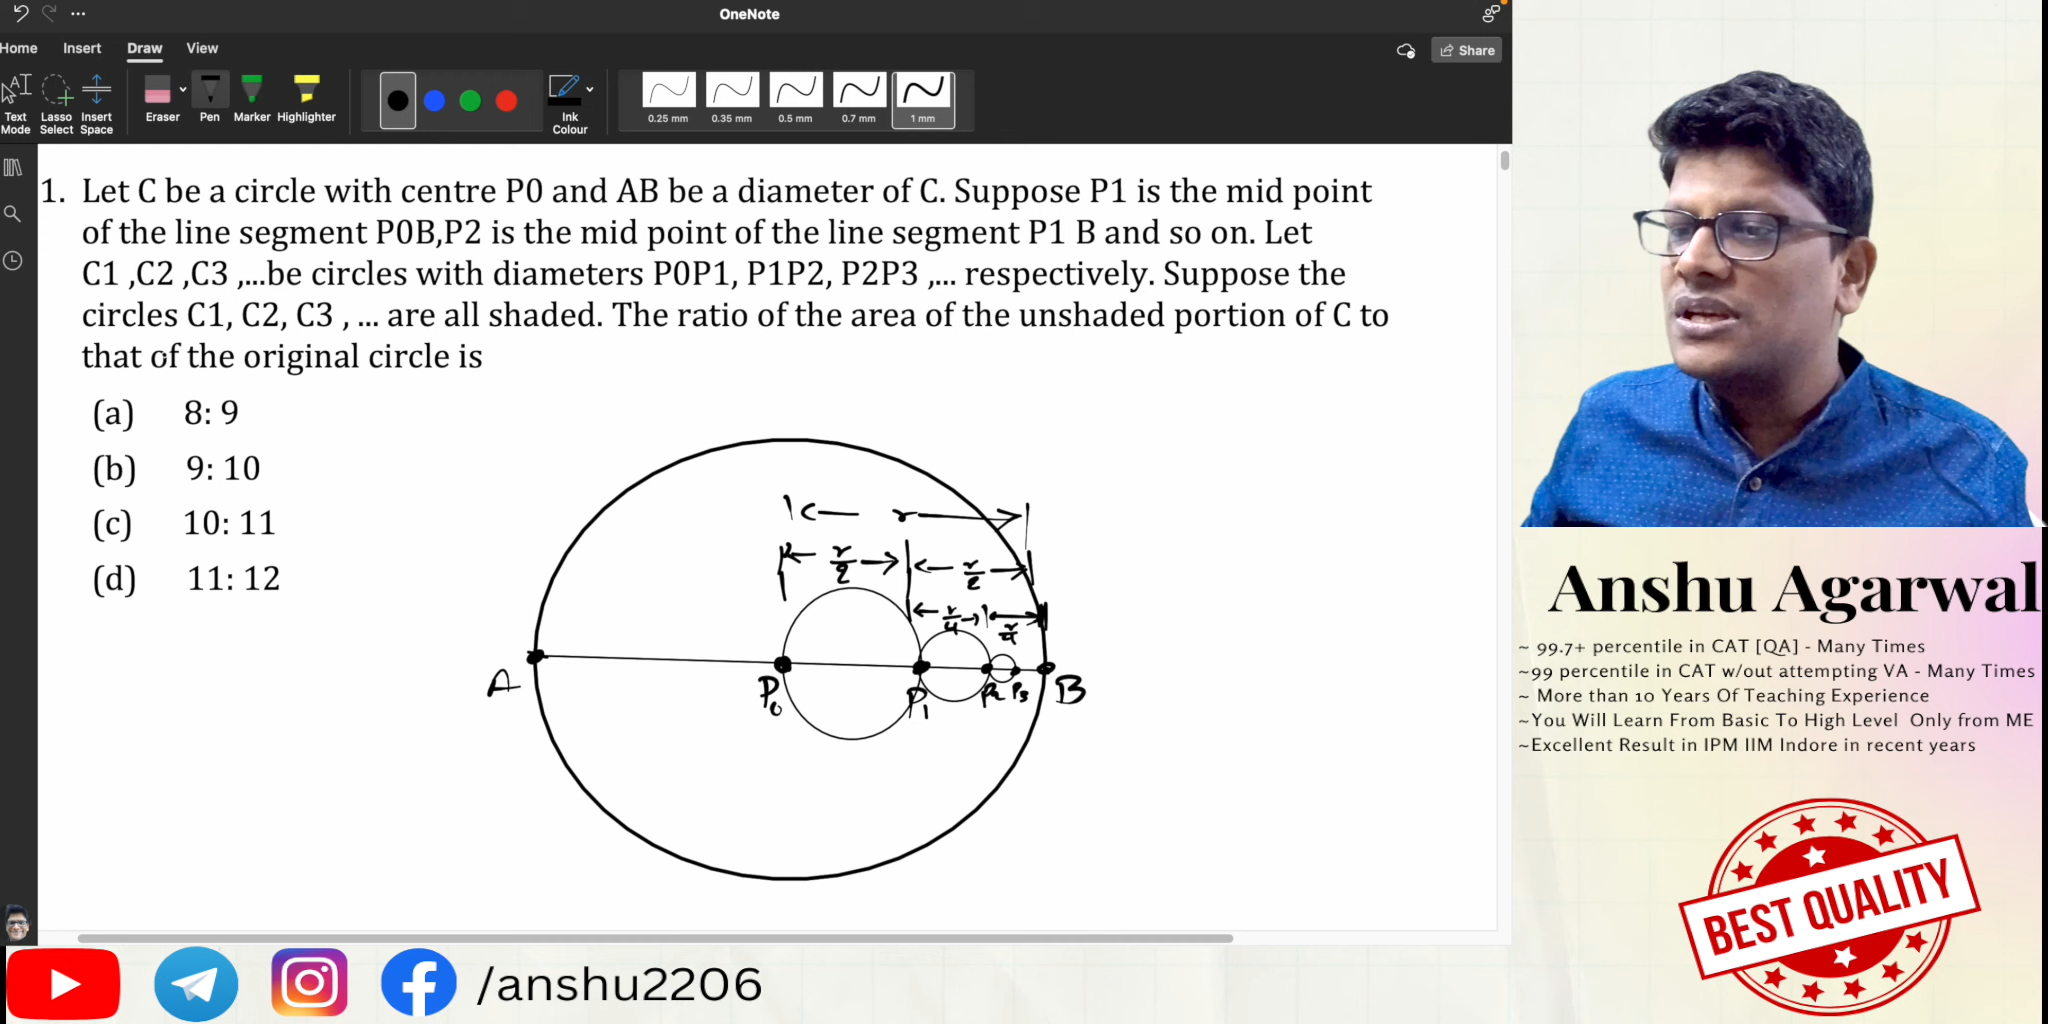 OneNote
Home Insert Draw View
Share
Text Mode
Lasso Select
Insert Space
Eraser
Pen
Marker
Highlighter
Ink Colour
0.25 mm
0.35 mm
0.5 mm
0.7 mm
1 mm
1. Let C be a circle with centre P0 and AB be a diameter of C. Suppose P1 is the mid point
of the line segment P0B,P2 is the mid point of the line segment P1 B and so on. Let
C1 ,C2 ,C3 ,...be circles with diameters P0P1, P1P2, P2P3 ,... respectively. Suppose the
circles C1, C2, C3 , ... are all shaded. The ratio of the area of the unshaded portion of C to
that of the original circle is
(a) 8: 9
(b) 9: 10
(c) 10: 11
(d) 11: 12
r
r/2 r/2
r/4 r/4
A P0 P1 P2 P3 B
Anshu Agarwal
~ 99.7+ percentile in CAT [QA] - Many Times
~99 percentile in CAT w/out attempting VA - Many Times
~ More than 10 Years Of Teaching Experience
~You Will Learn From Basic To High Level Only from ME
~Excellent Result in IPM IIM Indore in recent years
BEST QUALITY
/anshu2206